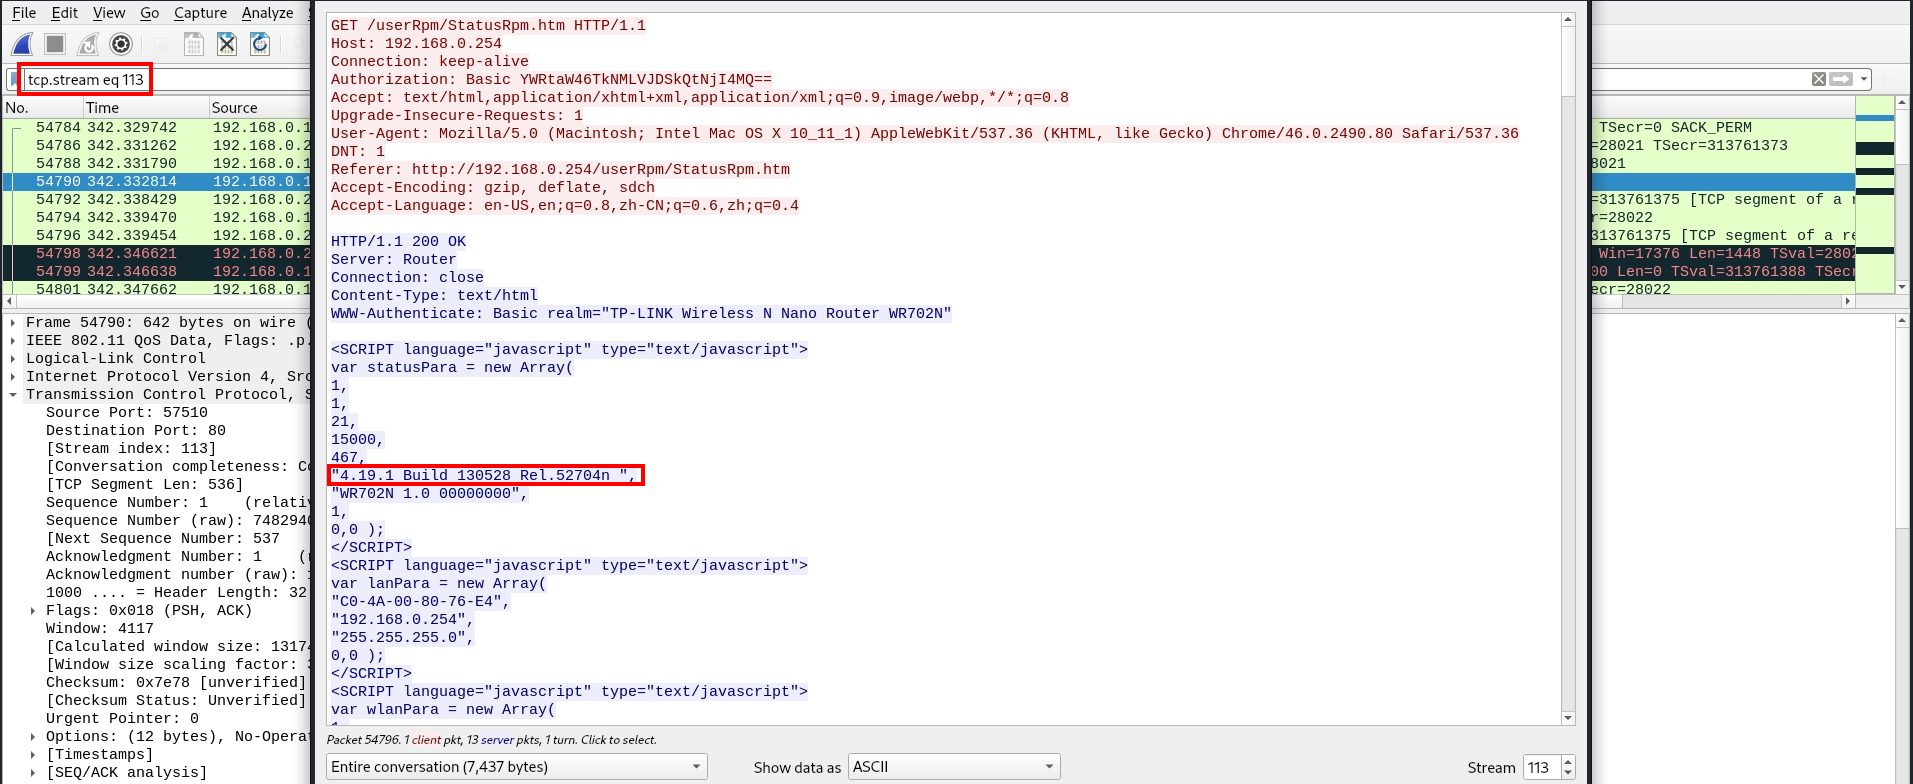 File Edit View Go Capture Analyze
tcp.stream eq 113
No. Time Source
54784 342.329742 192.168.0.1
54786 342.331262 192.168.0.2
54788 342.331790 192.168.0.1
54790 342.332814 192.168.0.1
54792 342.338429 192.168.0.2
54794 342.339470 192.168.0.1
54796 342.339454 192.168.0.2
54798 342.346621 192.168.0.2
54799 342.346638 192.168.0.1
54801 342.347662 192.168.0.1
Frame 54790: 642 bytes on wire (
IEEE 802.11 QoS Data, Flags: .p.
Logical-Link Control
Internet Protocol Version 4, Src
Transmission Control Protocol, S
Source Port: 57510
Destination Port: 80
[Stream index: 113]
[Conversation completeness: Co
[TCP Segment Len: 536]
Sequence Number: 1 (relativ
Sequence Number (raw): 7482940
[Next Sequence Number: 537
Acknowledgment Number: 1 (r
Acknowledgment number (raw):
1000 .... = Header Length: 32
Flags: 0x018 (PSH, ACK)
Window: 4117
[Calculated window size: 13174
[Window size scaling factor:
Checksum: 0x7e78 [unverified]
[Checksum Status: Unverified]
Urgent Pointer: 0
Options: (12 bytes), No-Operat
[Timestamps]
[SEQ/ACK analysis]
GET /userRpm/StatusRpm.htm HTTP/1.1
Host: 192.168.0.254
Connection: keep-alive
Authorization: Basic YWRtaW46TkNMLVJDSkQtNjI4MQ==
Accept: text/html,application/xhtml+xml,application/xml;q=0.9,image/webp,*/*;q=0.8
Upgrade-Insecure-Requests: 1
User-Agent: Mozilla/5.0 (Macintosh; Intel Mac OS X 10_11_1) AppleWebKit/537.36 (KHTML, like Gecko) Chrome/46.0.2490.80 Safari/537.36
DNT: 1
Referer: http://192.168.0.254/userRpm/StatusRpm.htm
Accept-Encoding: gzip, deflate, sdch
Accept-Language: en-US,en;q=0.8,zh-CN;q=0.6,zh;q=0.4
HTTP/1.1 200 OK
Server: Router
Connection: close
Content-Type: text/html
WWW-Authenticate: Basic realm="TP-LINK Wireless N Nano Router WR702N"
<SCRIPT language="javascript" type="text/javascript">
var statusPara = new Array(
1,
1,
21,
15000,
467,
"4.19.1 Build 130528 Rel.52704n ",
"WR702N 1.0 00000000",
1,
0,0 );
</SCRIPT>
<SCRIPT language="javascript" type="text/javascript">
var lanPara = new Array(
"C0-4A-00-80-76-E4",
"192.168.0.254",
"255.255.255.0",
0,0 );
</SCRIPT>
<SCRIPT language="javascript" type="text/javascript">
var wlanPara = new Array(
Packet 54796. 1 client pkt, 13 server pkts, 1 turn. Click to select.
Entire conversation (7,437 bytes) Show data as ASCII Stream 113
TSecr=0 SACK_PERM
=28021 TSecr=313761373
8021
=313761375 [TCP segment of a r
r=28022
313761375 [TCP segment of a re
Win=17376 Len=1448 TSval=2802
00 Len=0 TSval=313761388 TSecr
ecr=28022